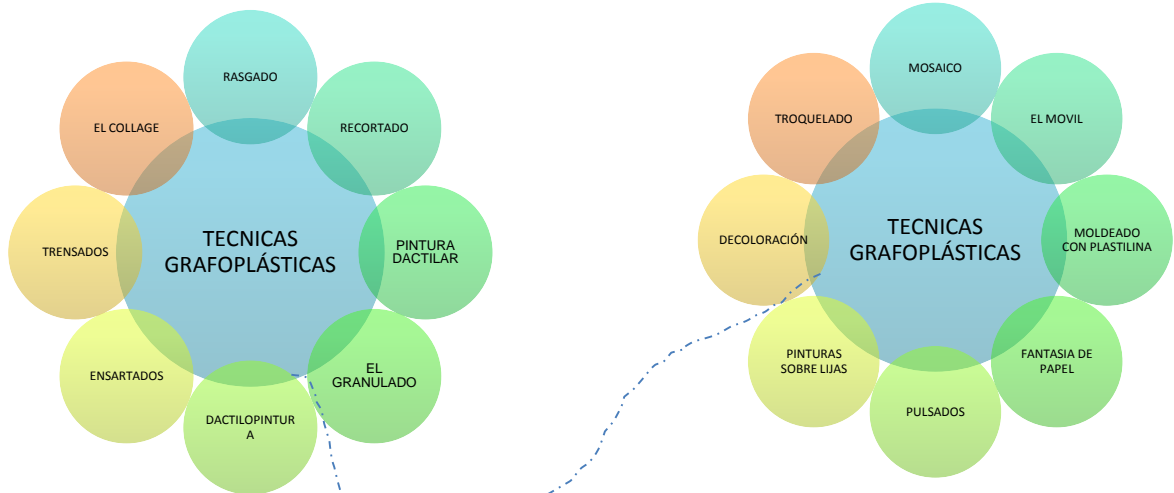 TECNICAS
GRAFOPLÁSTICAS
RASGADO
RECORTADO
PINTURA
DACTILAR
EL
GRANULADO
DACTILOPINTUR
A
ENSARTADOS
TRENSADOS
EL COLLAGE
TECNICAS
GRAFOPLÁSTICAS
MOSAICO
EL MOVIL
MOLDEADO
CON PLASTILINA
FANTASIA DE
PAPEL
PULSADOS
PINTURAS
SOBRE LIJAS
DECOLORACIÓN
TROQUELADO